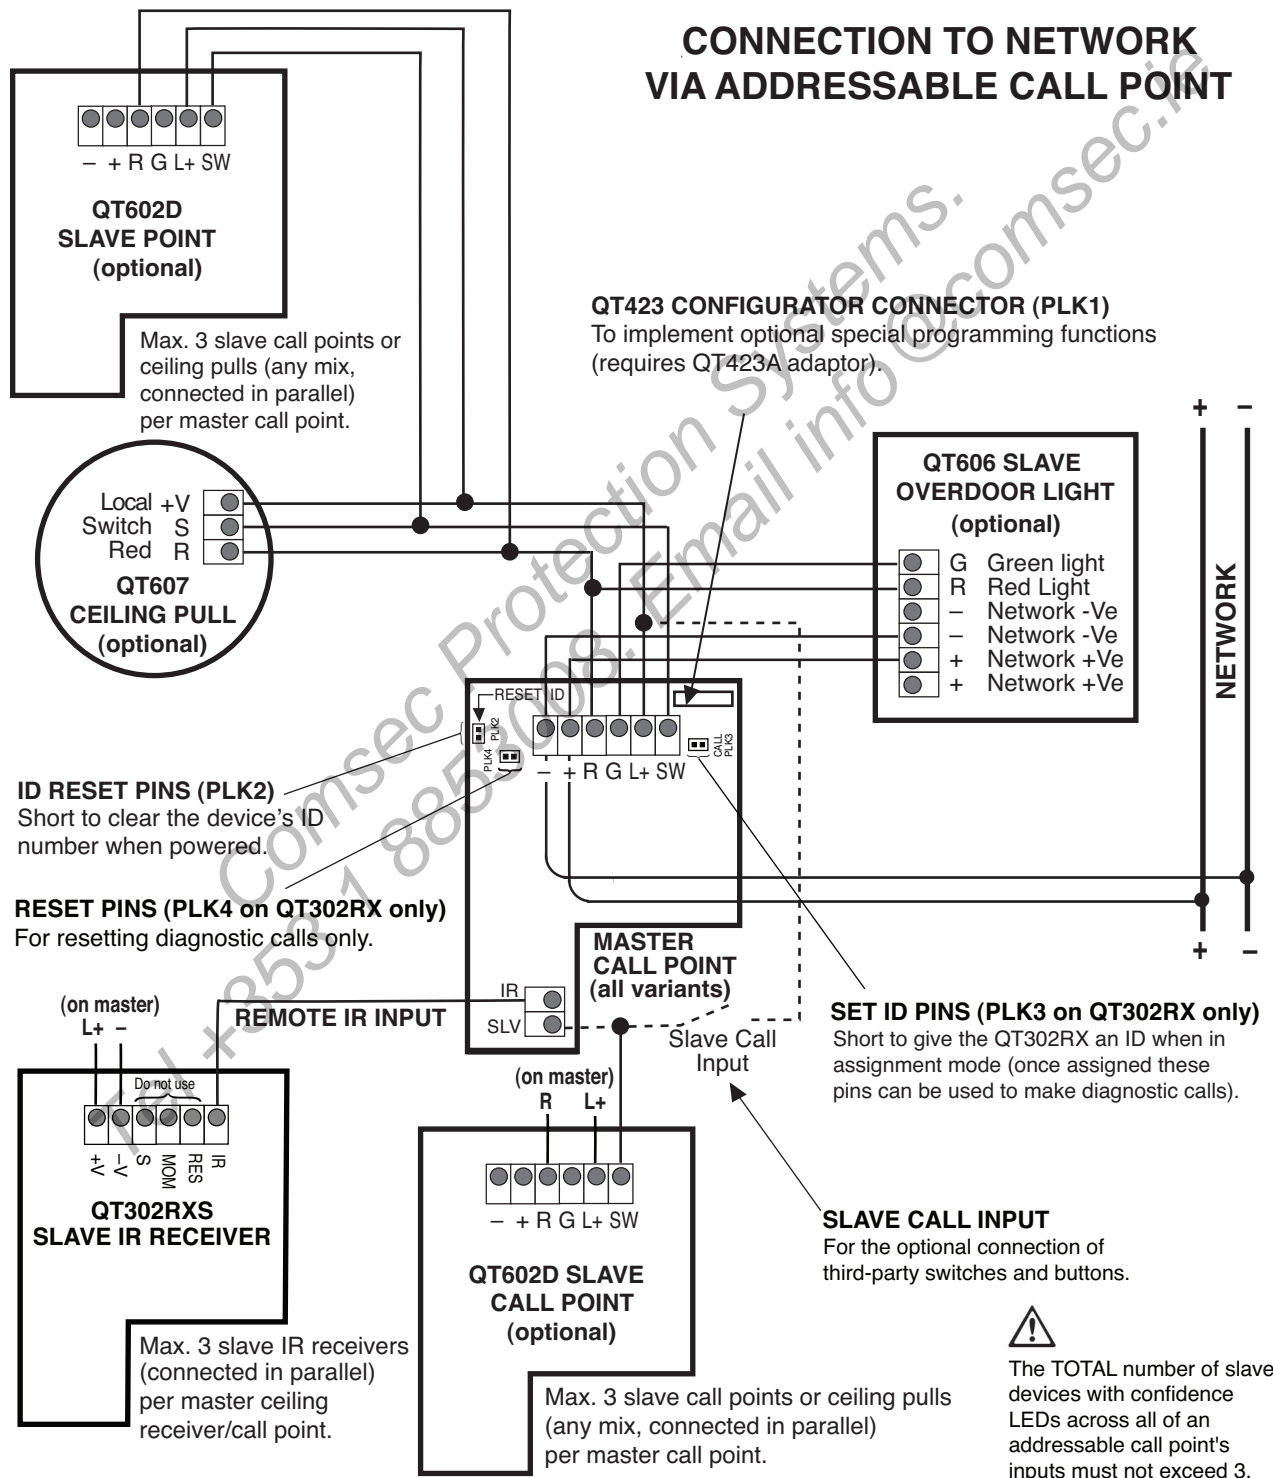 CONNECTION TO NETWORK
VIA ADDRESSABLE CALL POINT
– + R G L+ SW
QT602D
SLAVE POINT
(optional)
Max. 3 slave call points or
ceiling pulls (any mix,
connected in parallel)
per master call point.
QT423 CONFIGURATOR CONNECTOR (PLK1)
To implement optional special programming functions
(requires QT423A adaptor).
Local +V
Switch S
Red R
QT607
CEILING PULL
(optional)
QT606 SLAVE
OVERDOOR LIGHT
(optional)
G Green light
R Red Light
– Network -Ve
– Network -Ve
+ Network +Ve
+ Network +Ve
+ –
NETWORK
+ –
RESET ID
PLK2
PLK4
CALL
PLK3
– + R G L+ SW
ID RESET PINS (PLK2)
Short to clear the device's ID
number when powered.
RESET PINS (PLK4 on QT302RX only)
For resetting diagnostic calls only.
MASTER
CALL POINT
(all variants)
IR
SLV
(on master)
L+ –
REMOTE IR INPUT
Slave Call
Input
SET ID PINS (PLK3 on QT302RX only)
Short to give the QT302RX an ID when in
assignment mode (once assigned these
pins can be used to make diagnostic calls).
Do not use
+V –V S MOM RES IR
QT302RXS
SLAVE IR RECEIVER
Max. 3 slave IR receivers
(connected in parallel)
per master ceiling
receiver/call point.
(on master)
R L+
– + R G L+ SW
QT602D SLAVE
CALL POINT
(optional)
Max. 3 slave call points or ceiling pulls
(any mix, connected in parallel)
per master call point.
SLAVE CALL INPUT
For the optional connection of
third-party switches and buttons.
The TOTAL number of slave
devices with confidence
LEDs across all of an
addressable call point's
inputs must not exceed 3.
Comsec Protection Systems.
Tel +353 1 8853008. Email info@comsec.ie